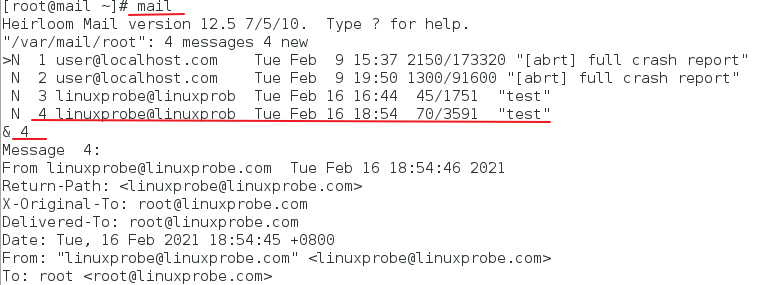 [root@mail ~]# mail
Heirloom Mail version 12.5 7/5/10.  Type ? for help.
"/var/mail/root": 4 messages 4 new
>N  1 user@localhost.com    Tue Feb  9 15:37 2150/173320 "[abrt] full crash report"
 N  2 user@localhost.com    Tue Feb  9 19:50 1300/91600 "[abrt] full crash report"
 N  3 linuxprobe@linuxprob  Tue Feb 16 16:44  45/1751  "test"
 N  4 linuxprobe@linuxprob  Tue Feb 16 18:54  70/3591  "test"
& 4
Message  4:
From linuxprobe@linuxprobe.com  Tue Feb 16 18:54:46 2021
Return-Path: <linuxprobe@linuxprobe.com>
X-Original-To: root@linuxprobe.com
Delivered-To: root@linuxprobe.com
Date: Tue, 16 Feb 2021 18:54:45 +0800
From: "linuxprobe@linuxprobe.com" <linuxprobe@linuxprobe.com>
To: root <root@linuxprobe.com>